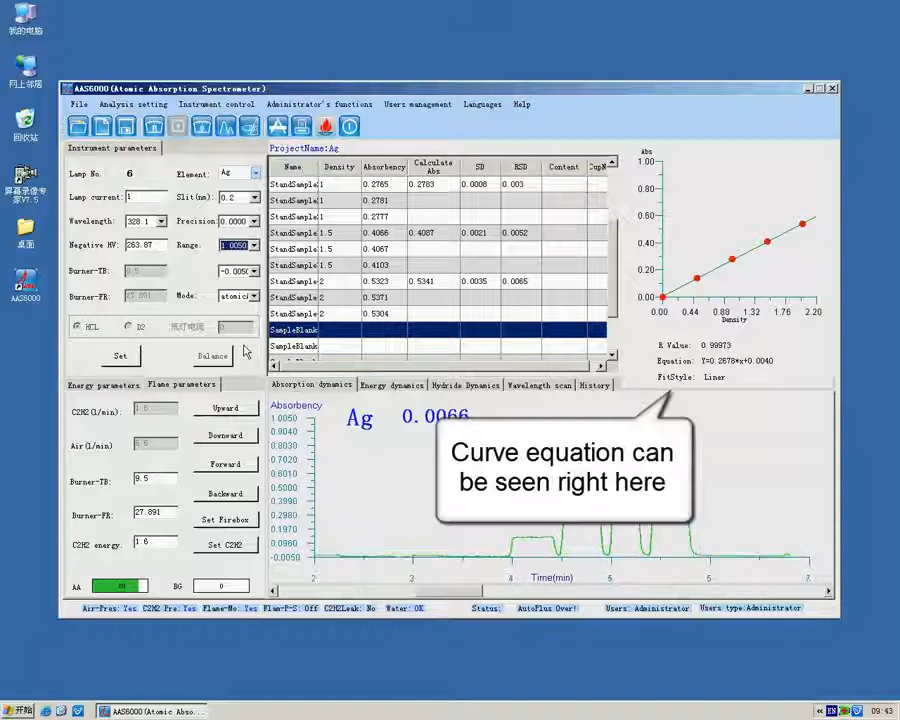 我的电脑
网上邻居
回收站
屏幕录像专
家V7.5
桌面
AAS6000
AAS6000(Atomic Absorption Spectrometer)
File Analysis setting Instrument control Administrator's functions Users management Languages Help
Instrument parameters
Lamp No. 6 Element: Ag
Lamp current: 1 Slit(nm) 0.2
Wavelength: 328.1 Precision: 0.0000
Negative HV: 263.87 Range: 1.0050
Burner-TB: 9.5 -0.0050
Burner-FR: 27.891 Mode: atomic
HCL D2 氘灯电流 0
Set Balance
ProjectName:Ag
Name Density Absorbency Calculate Abs SD RSD Content CupN
StandSample 1 0.2765 0.2783 0.0008 0.003
StandSample 1 0.2781
StandSample 1 0.2777
StandSample 1.5 0.4066 0.4087 0.0021 0.0052
StandSample 1.5 0.4067
StandSample 1.5 0.4103
StandSample 2 0.5323 0.5341 0.0035 0.0065
StandSample 2 0.5371
StandSample 2 0.5304
SampleBlank
SampleBlank
Abs
1.00
0.80
0.60
0.40
0.20
0.00
0.00 0.44 0.88 1.32 1.76 2.20
Density
R Value: 0.99973
Equation: Y=0.2678*x+0.0040
FitStyle: Liner
Energy parameters Flame parameters
C2H2(l/min) 1.6 Upward
Air(l/min) 5.6 Downward
Forward
Burner-TB: 9.5 Backward
Burner-FR: 27.891 Set Firebox
C2H2 energy. 1.6 Set C2H2
AA BG 0
Absorption dynamics Energy dynamics Hydride Dynamics Wavelength scan History
Absorbency
Ag 0.0066
1.0050
0.9040
0.8030
0.7020
0.6010
0.5000
0.3990
0.2980
0.1970
0.0960
-0.0050
Time(min)
Curve equation can
be seen right here
Air-Pres: Yes C2H2 Pre: Yes Flame-Mo: Yes Flam-P-S: Off C2H2Leak: No Water: OK Status: AutoPlus Over! Users: Administrator Users type:Administrator
开始 AAS6000(Atomic Abso... « EN 09:43